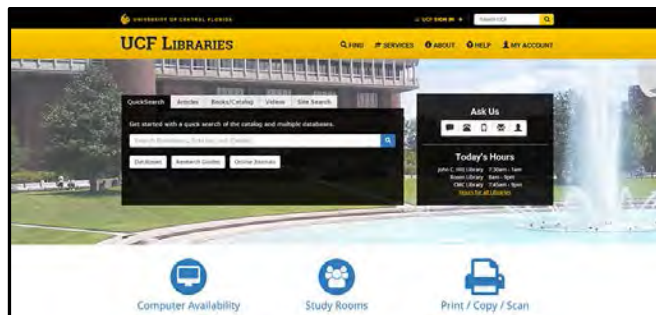 UNIVERSITY OF CENTRAL FLORIDA
UCF SIGN IN
Search UCF
UCF LIBRARIES
FIND SERVICES ABOUT HELP MY ACCOUNT
QuickSearch Articles Books/Catalog Videos Site Search
Get started with a quick search of the catalog and multiple databases.
Databases Research Guides Online Journals
Ask Us
Today's Hours
John C. Hitt Library 7:30am - 1am
Rosen Library 8am - 9pm
CMC Library 7:45am - 9pm
Hours for all Libraries
Computer Availability Study Rooms Print / Copy / Scan